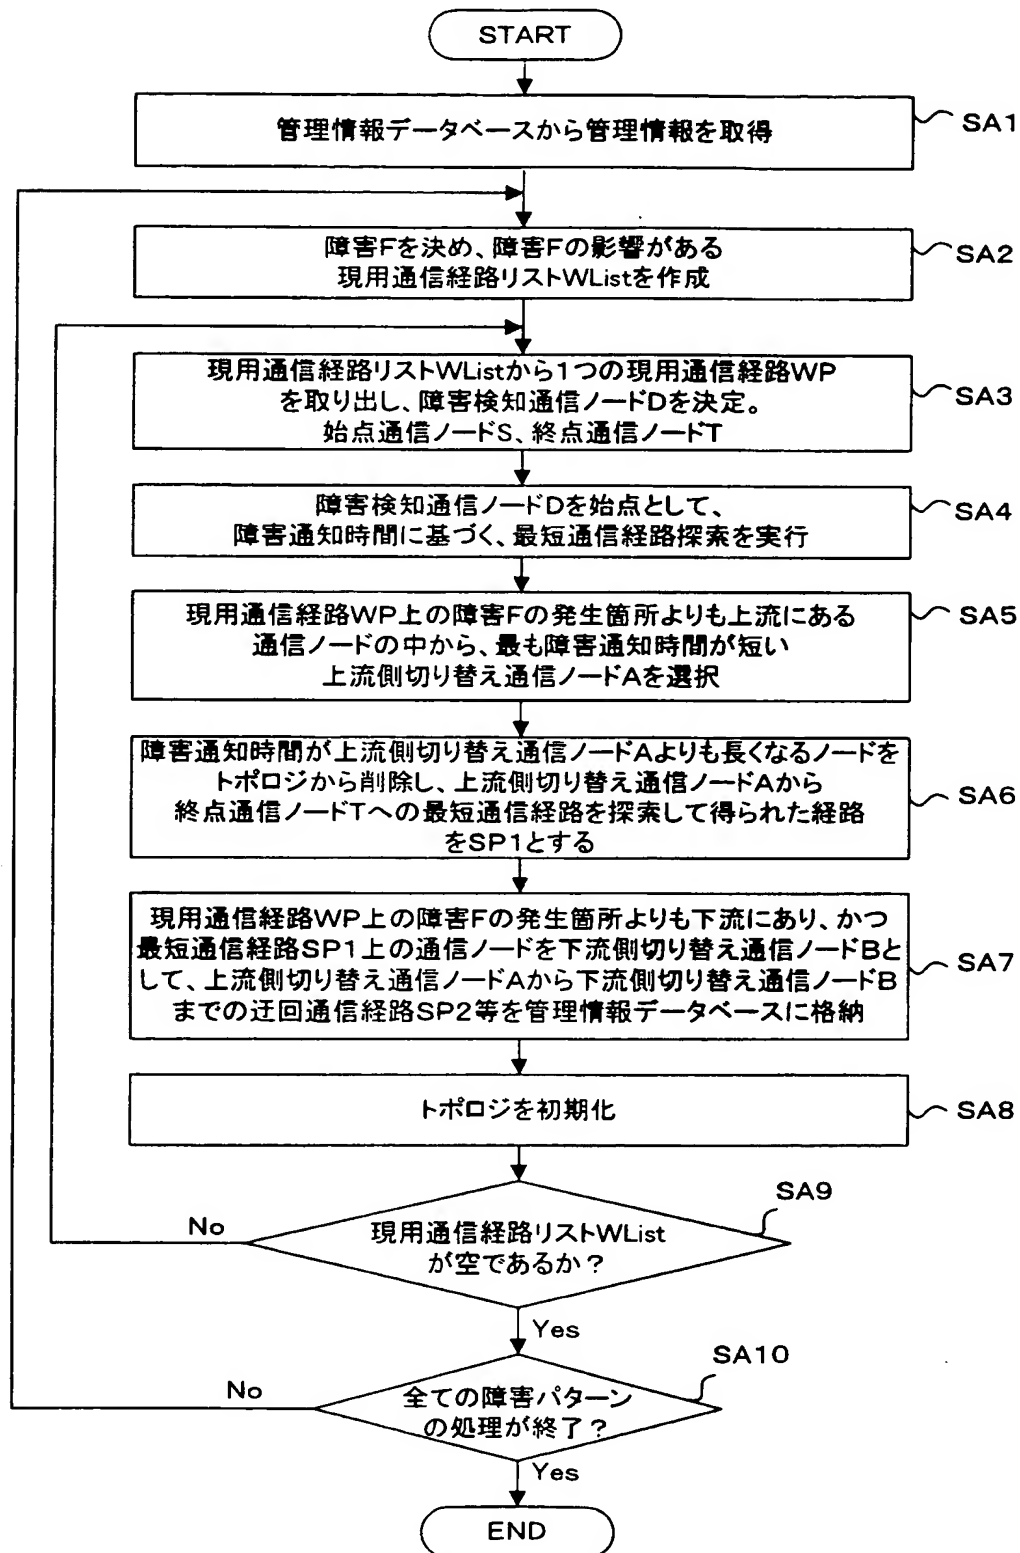 START
管理情報データベースから管理情報を取得
SA1
障害Fを決め、障害Fの影響がある
現用通信経路リストWListを作成
SA2
現用通信経路リストWListから1つの現用通信経路WP
を取り出し、障害検知通信ノードDを決定。
始点通信ノードS、終点通信ノードT
SA3
障害検知通信ノードDを始点として、
障害通知時間に基づく、最短通信経路探索を実行
SA4
現用通信経路WP上の障害Fの発生箇所よりも上流にある
通信ノードの中から、最も障害通知時間が短い
上流側切り替え通信ノードAを選択
SA5
障害通知時間が上流側切り替え通信ノードAよりも長くなるノードを
トポロジから削除し、上流側切り替え通信ノードAから
終点通信ノードTへの最短通信経路を探索して得られた経路
をSP1とする
SA6
現用通信経路WP上の障害Fの発生箇所よりも下流にあり、かつ
最短通信経路SP1上の通信ノードを下流側切り替え通信ノードBと
して、上流側切り替え通信ノードAから下流側切り替え通信ノードB
までの迂回通信経路SP2等を管理情報データベースに格納
SA7
トポロジを初期化
SA8
SA9
No
現用通信経路リストWList
が空であるか?
Yes
SA10
No
全ての障害パターン
の処理が終了?
Yes
END